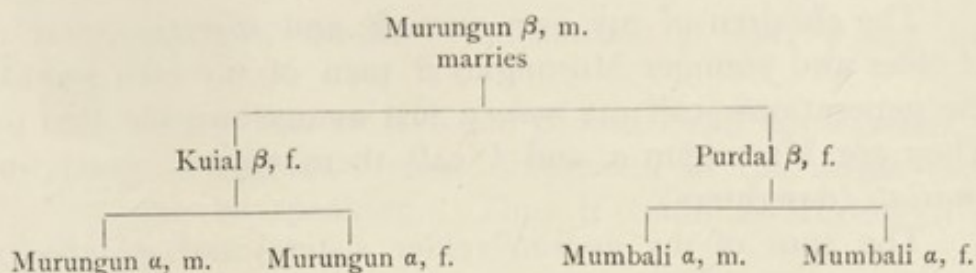 Murungun β, m.
marries
Kuial β, f. Purdal β, f.
Murungun α, m. Murungun α, f. Mumbali α, m. Mumbali α, f.